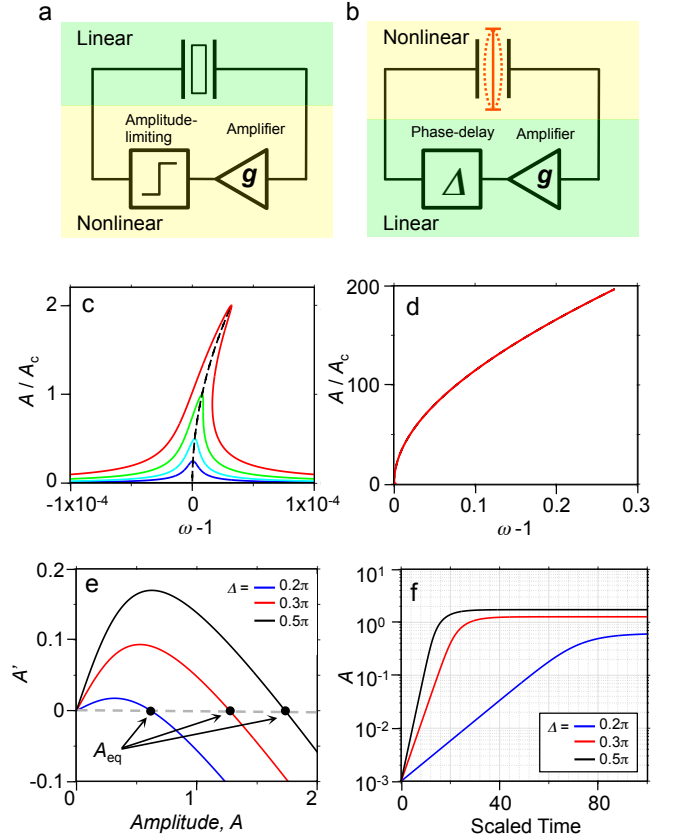 a
Linear
Amplitude-
limiting
Amplifier
g
Nonlinear
b
Nonlinear
Phase-delay
Amplifier
Δ
g
Linear
c
A / Ac
2
1
0
-1x10-4
0
1x10-4
ω-1
d
A / Ac
200
100
0
0
0.1
0.2
0.3
ω-1
e
A'
0.2
0.1
0
-0.1
Δ = 0.2π
0.3π
0.5π
Aeq
0
1
2
Amplitude, A
f
A
10¹
10⁰
10⁻¹
10⁻²
10⁻³
Δ = 0.2π
0.3π
0.5π
0
40
80
Scaled Time